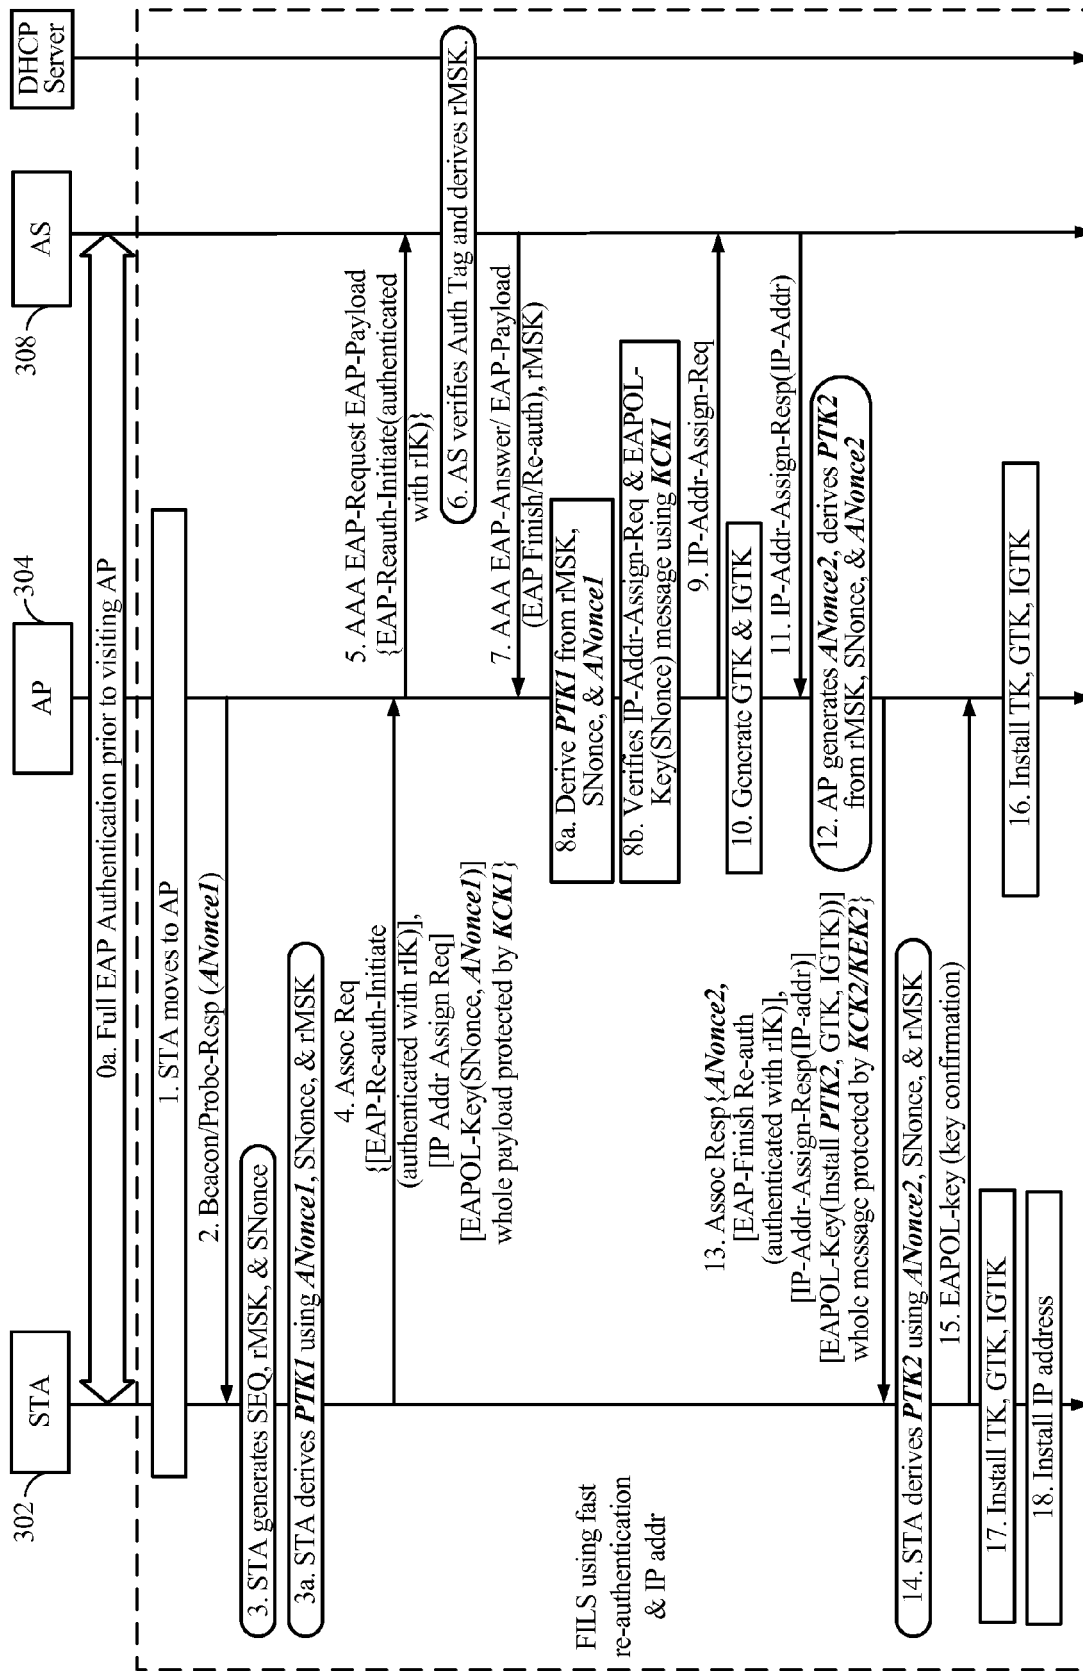 302
STA
304
AP
308
AS
DHCP
Server
0a. Full EAP Authentication prior to visiting AP
1. STA moves to AP
2. Beacon/Probe-Resp (ANonce1)
3. STA generates SEQ, rMSK, & SNonce
3a. STA derives PTK1 using ANonce1, SNonce, & rMSK
4. Assoc Req
{[EAP-Re-auth-Initiate
(authenticated with rIK)],
[IP Addr Assign Req]
[EAPOL-Key(SNonce, ANonce1)]
whole payload protected by KCK1}
5. AAA EAP-Request EAP-Payload
{EAP-Reauth-Initiate(authenticated
with rIK)}
6. AS verifies Auth Tag and derives rMSK.
7. AAA EAP-Answer/ EAP-Payload
(EAP Finish/Re-auth), rMSK)
8a. Derive PTK1 from rMSK,
SNonce, & ANonce1
8b. Verifies IP-Addr-Assign-Req & EAPOL-
Key(SNonce) message using KCK1
9. IP-Addr-Assign-Req
10. Generate GTK & IGTK
11. IP-Addr-Assign-Resp(IP-Addr)
12. AP generates ANonce2, derives PTK2
from rMSK, SNonce, & ANonce2
13. Assoc Resp{ANonce2,
[EAP-Finish Re-auth
(authenticated with rIK)],
[IP-Addr-Assign-Resp(IP-addr)]
[EAPOL-Key(Install PTK2, GTK, IGTK))]
whole message protected by KCK2/KEK2}
14. STA derives PTK2 using ANonce2, SNonce, & rMSK
15. EAPOL-key (key confirmation)
16. Install TK, GTK, IGTK
17. Install TK, GTK, IGTK
18. Install IP address
FILS using fast
re-authentication
& IP addr